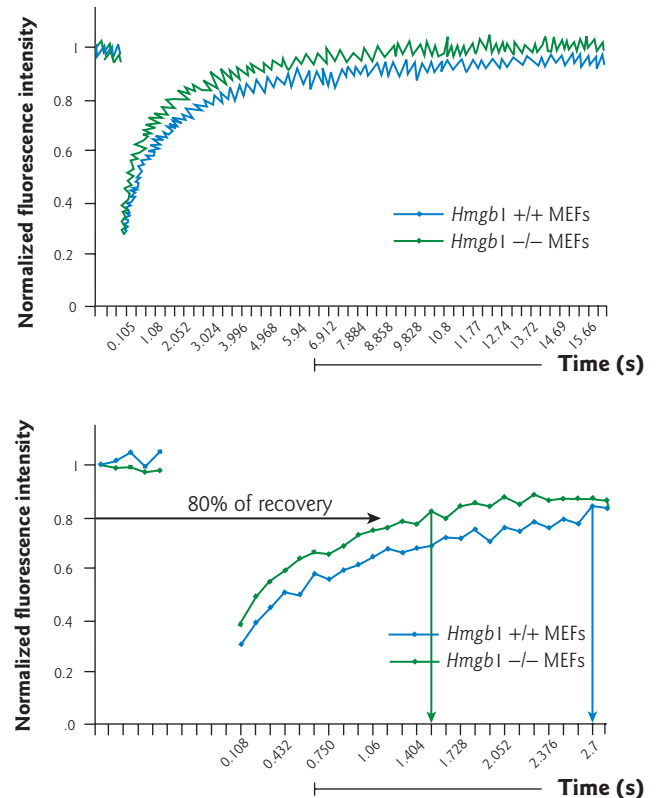 Normalized fluorescence intensity
1
0.8
0.6
0.4
0.2
0
Hmgb1 +/+ MEFs
Hmgb1 −/− MEFs
0.105 1.08 2.052 3.024 3.996 4.968 5.94 6.912 7.884 8.858 9.828 10.8 11.77 12.74 13.72 14.69 15.66
Time (s)
Normalized fluorescence intensity
1
0.8
0.6
0.4
0.2
.0
80% of recovery
Hmgb1 +/+ MEFs
Hmgb1 −/− MEFs
0.108 0.432 0.750 1.06 1.404 1.728 2.052 2.376 2.7
Time (s)